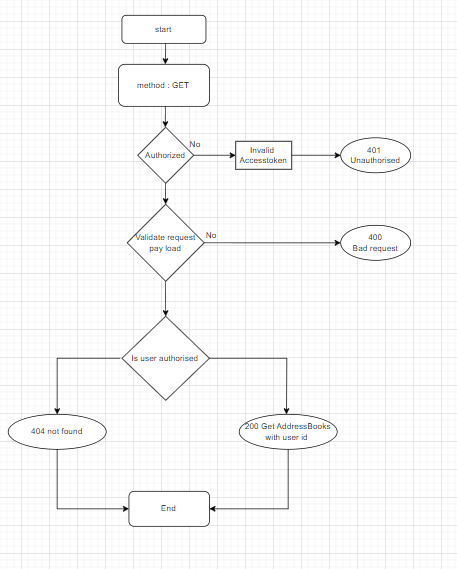 start
method : GET
No
Authorized
Invalid
Accesstoken
401
Unauthorised
No
Validate request
pay load
400
Bad request
Is user authorised
404 not found
200 Get AddressBooks
with user id
End